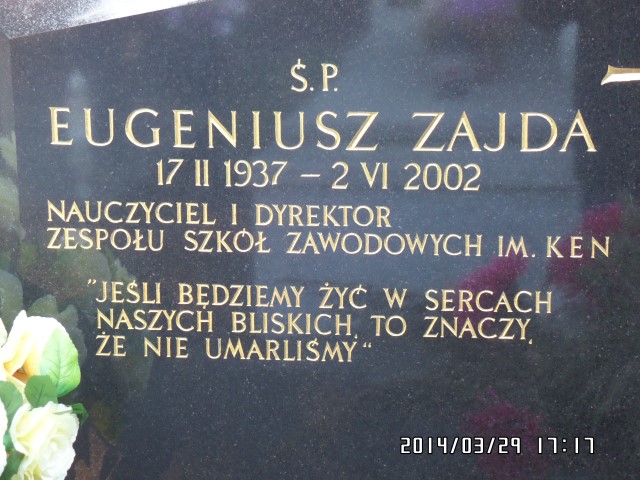 Ś.P.
EUGENIUSZ ZAJDA
17 II 1937 – 2 VI 2002
NAUCZYCIEL I DYREKTOR
ZESPOŁU SZKÓŁ ZAWODOWYCH IM. KEN
"JEŚLI BĘDZIEMY ŻYĆ W SERCACH
NASZYCH BLISKICH, TO ZNACZY,
ŻE NIE UMARLIŚMY"
2014/03/29 17:17